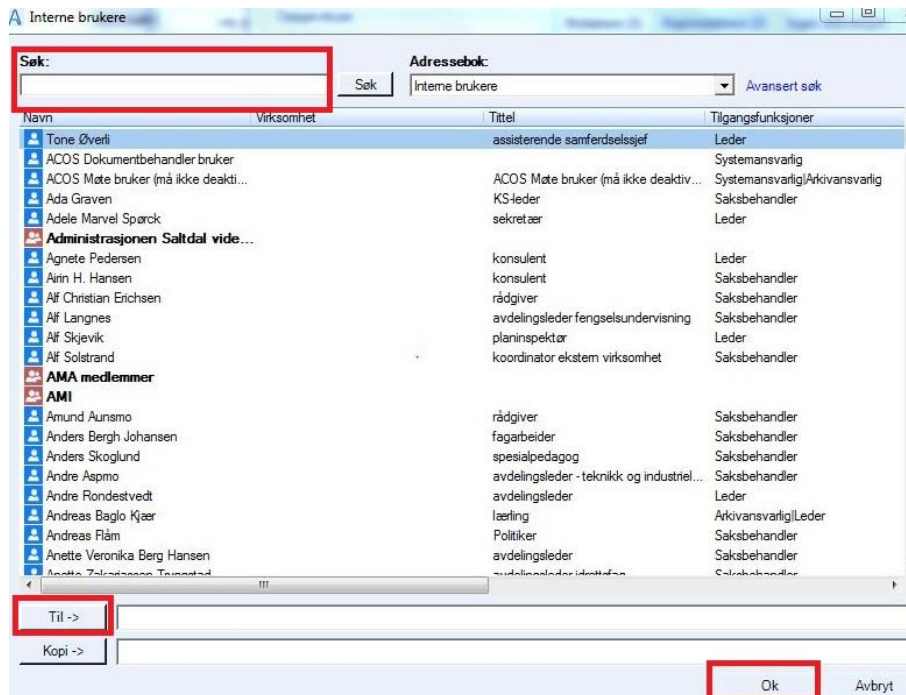 Interne brukere
Søk:
Adressebok:
Søk
Interne brukere
Avansert søk
Navn Virksomhet Tittel Tilgangsfunksjoner
Tone Øverli assisterende samferdselssjef Leder
ACOS Dokumentbehandler bruker Systemansvarlig
ACOS Møte bruker (må ikke deakti... ACOS Møte bruker (må ikke deaktiv... Systemansvarlig|Arkivansvarlig
Ada Graven KS-leder Saksbehandler
Adele Marvel Spørck sekretær Leder
Administrasjonen Saltdal vide...
Agnete Pedersen konsulent Leder
Airin H. Hansen konsulent Saksbehandler
Alf Christian Erichsen rådgiver Saksbehandler
Alf Langnes avdelingsleder fengselsundervisning Saksbehandler
Alf Skjevik planinspektør Leder
Alf Solstrand koordinator ekstern virksomhet Saksbehandler
AMA medlemmer
AMI
Amund Aunsmo rådgiver Saksbehandler
Anders Bergh Johansen fagarbeider Saksbehandler
Anders Skoglund spesialpedagog Saksbehandler
Andre Aspmo avdelingsleder - teknikk og industriel... Saksbehandler
Andre Rondestvedt avdelingsleder Leder
Andreas Baglo Kjær lærling Arkivansvarlig|Leder
Andreas Flåm Politiker Saksbehandler
Anette Veronika Berg Hansen avdelingsleder Saksbehandler
Anette Zakariassen Tryggstad avdelingsleder idrettsfag Saksbehandler
Til ->
Kopi ->
Ok Avbryt